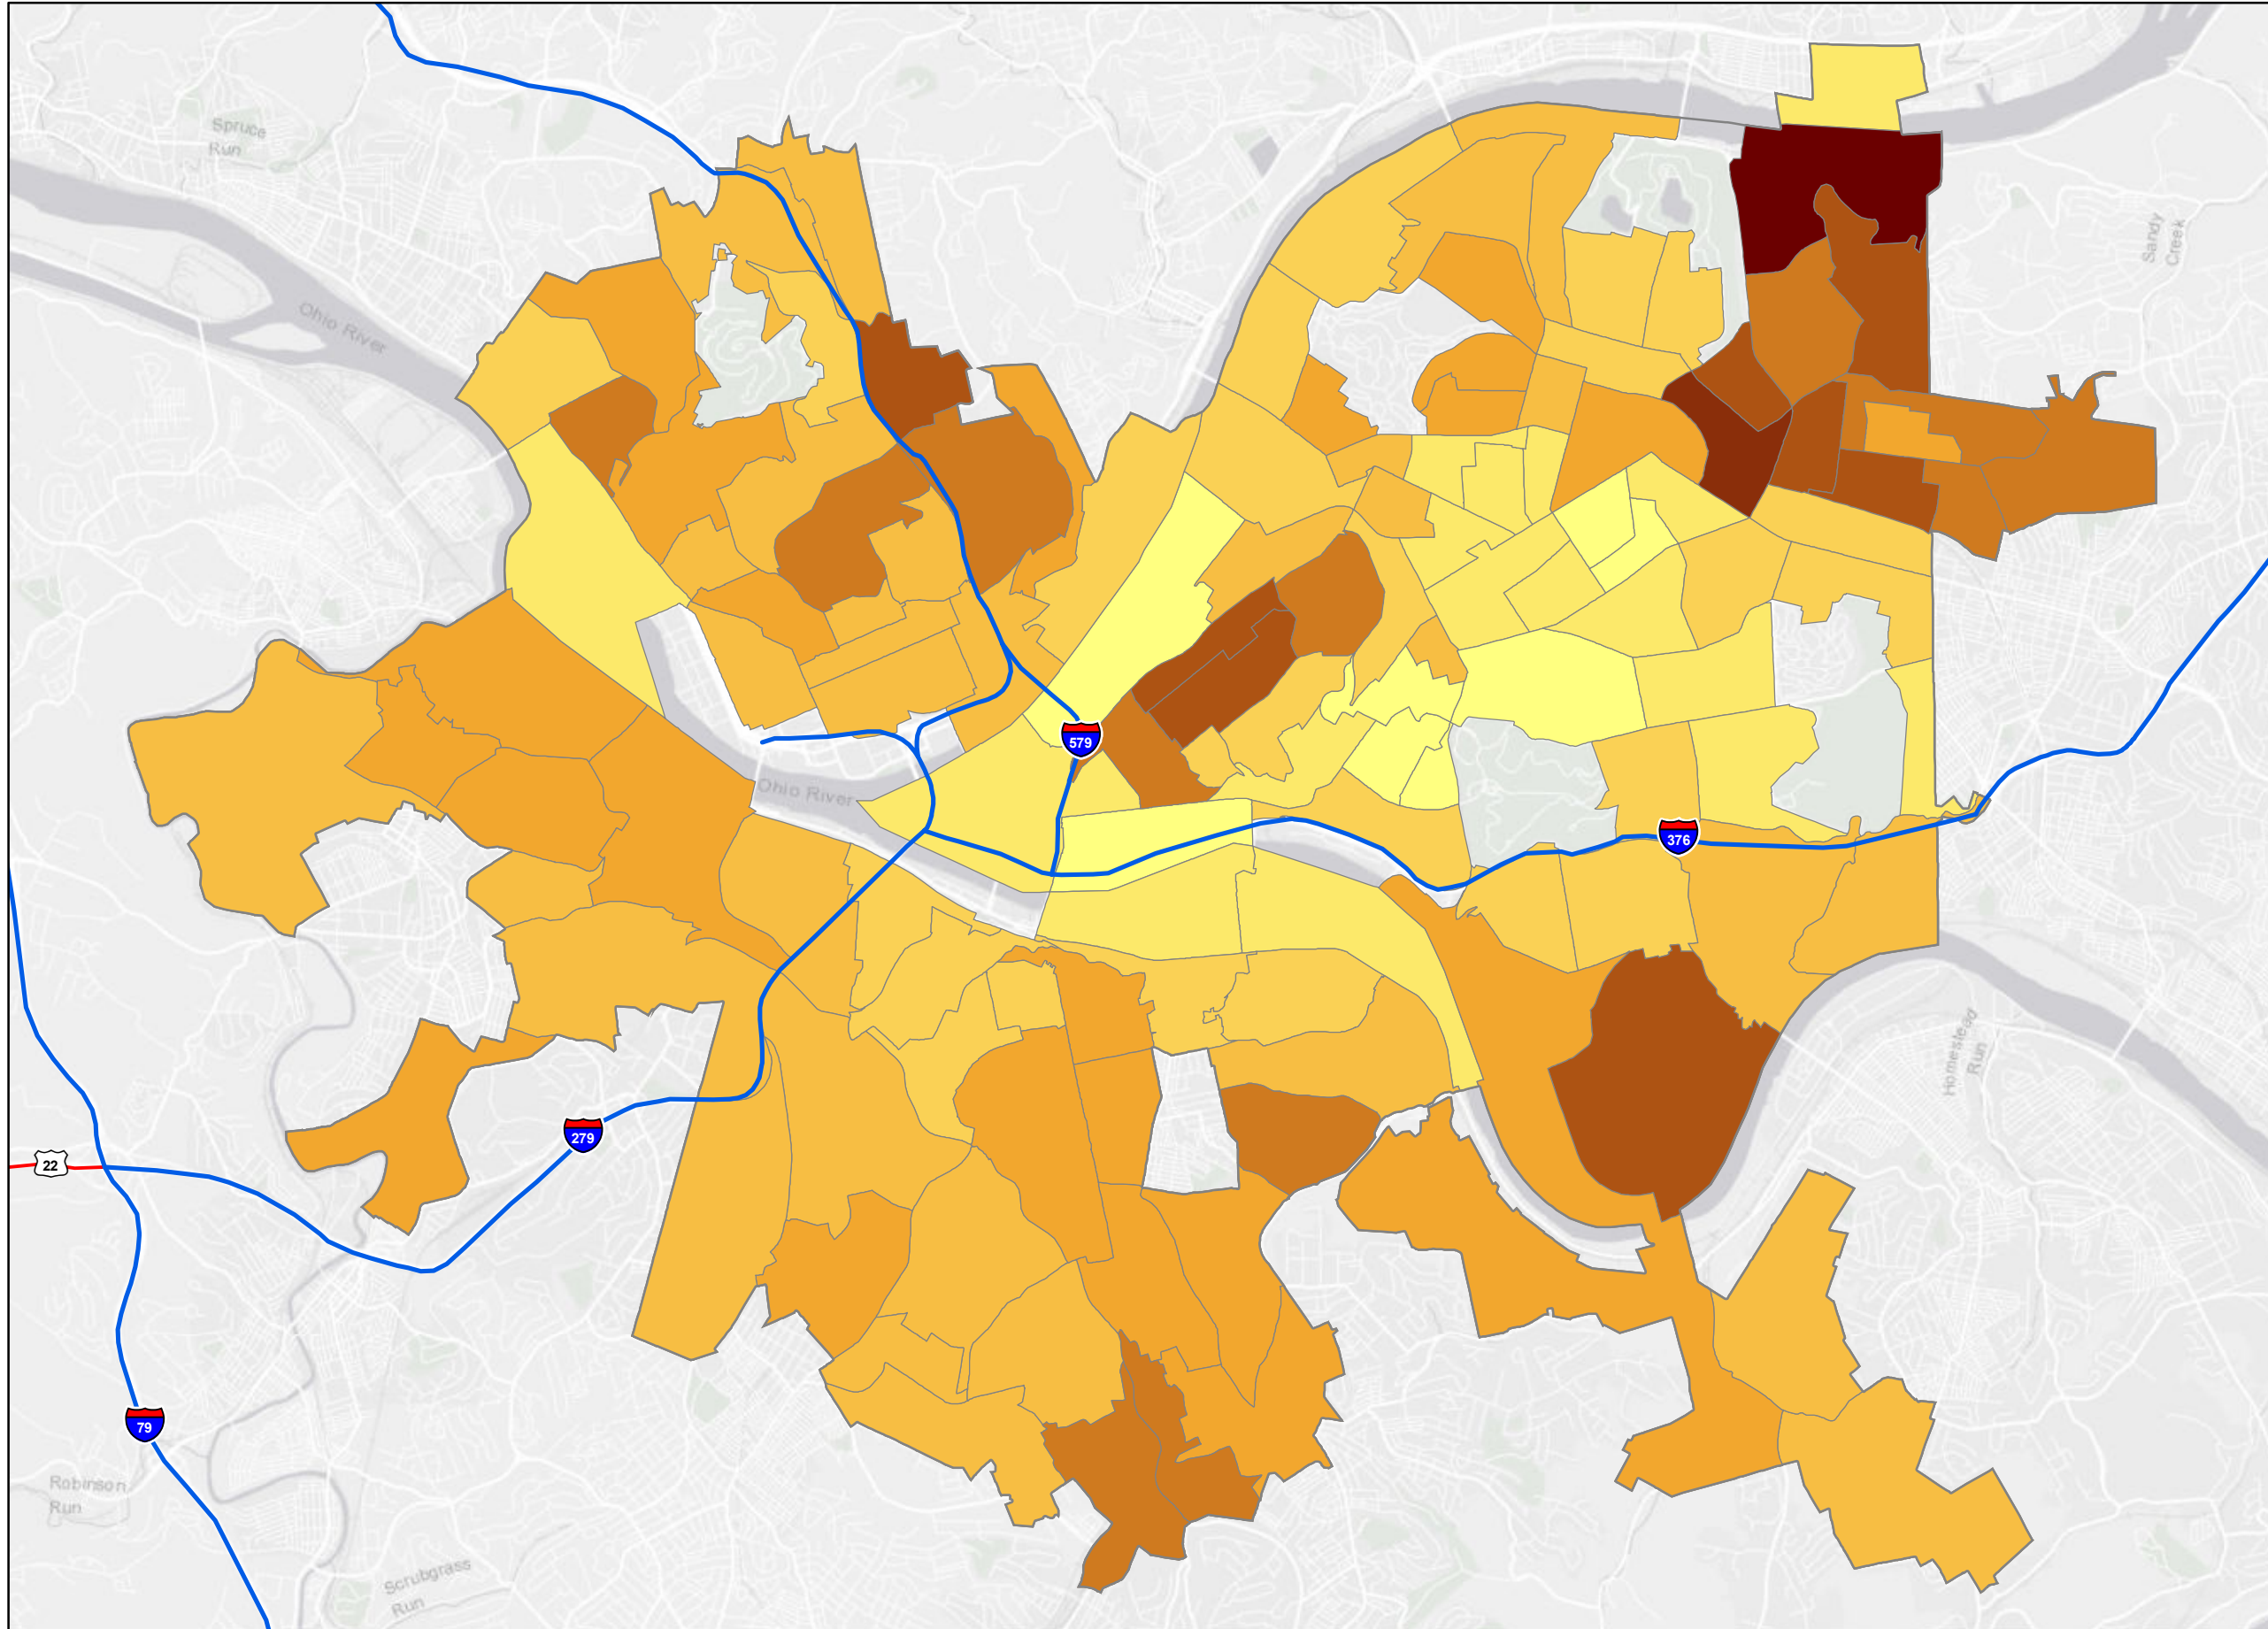 Spruce
Run
Sandy
Creek
Ohio River
579
Ohio River
376
Homestead
Run
279
22
79
Robinson
Run
Scrubgrass
Run